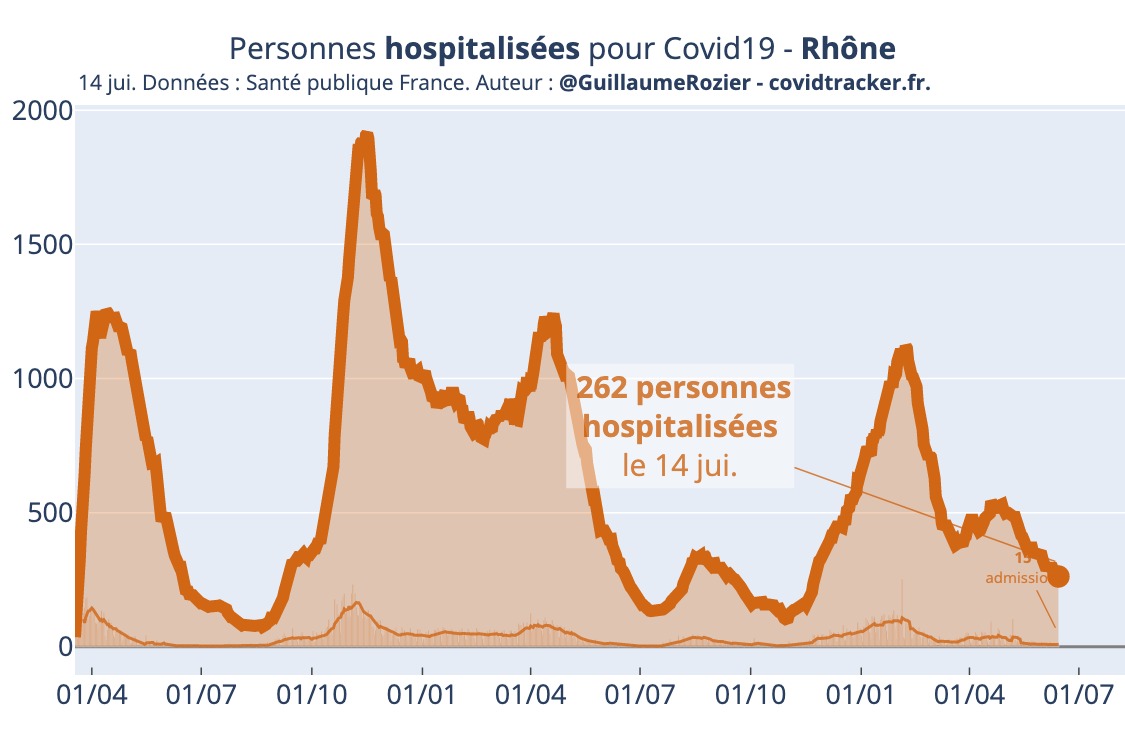 Personnes hospitalisées pour Covid19 - Rhône
14 jui. Données : Santé publique France. Auteur : @GuillaumeRozier - covidtracker.fr.
2000
1500
1000
500
0
262 personnes
hospitalisées
le 14 jui.
admissio
01/04
01/07
01/10
01/01
01/04
01/07
01/10
01/01
01/04
01/07